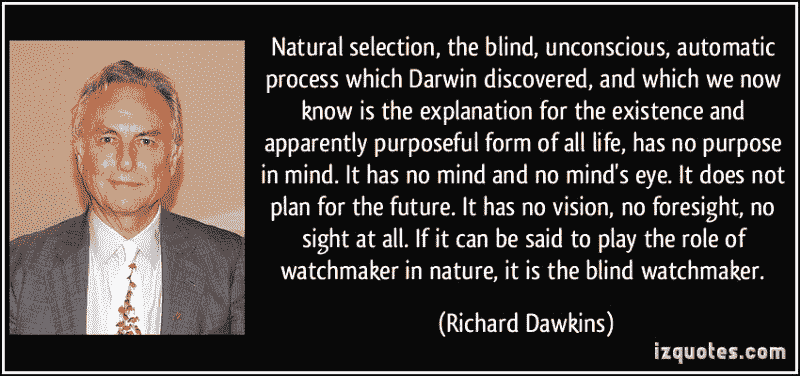 Natural selection, the blind, unconscious, automatic
process which Darwin discovered, and which we now
know is the explanation for the existence and
apparently purposeful form of all life, has no purpose
in mind. It has no mind and no mind's eye. It does not
plan for the future. It has no vision, no foresight, no
sight at all. If it can be said to play the role of
watchmaker in nature, it is the blind watchmaker.
(Richard Dawkins)
izquotes.com